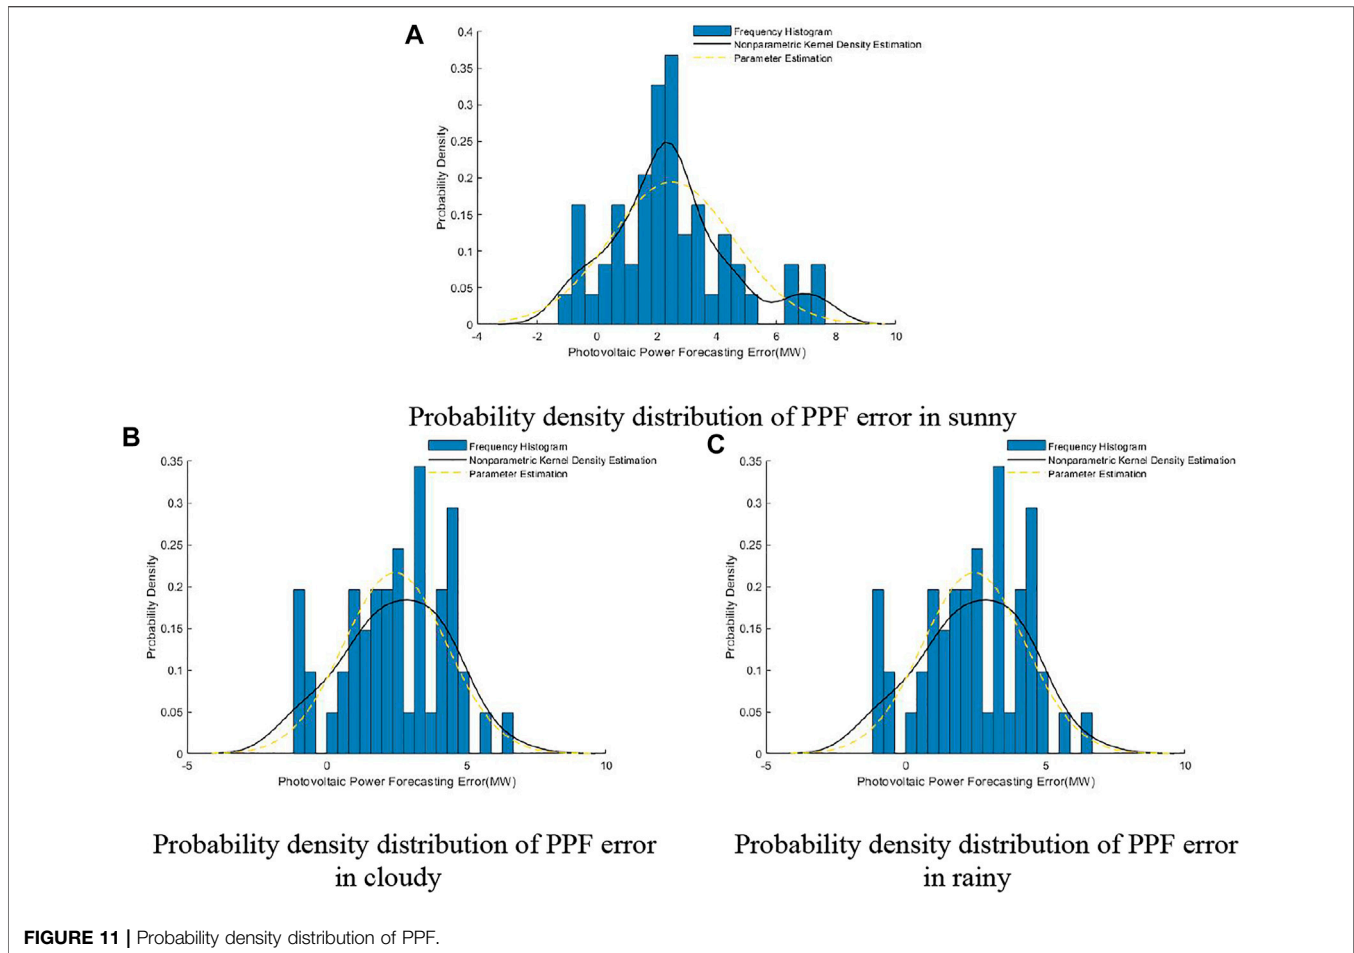 A
Frequency Histogram
Nonparametric Kernel Density Estimation
Parameter Estimation
0.4
0.35
0.3
0.25
0.2
0.15
0.1
0.05
0
Probability Density
-4 -2 0 2 4 6 8 10
Photovoltaic Power Forecasting Error(MW)
Probability density distribution of PPF error in sunny
B
Frequency Histogram
Nonparametric Kernel Density Estimation
Parameter Estimation
0.35
0.3
0.25
0.2
0.15
0.1
0.05
0
Probability Density
-5 0 5 10
Photovoltaic Power Forecasting Error(MW)
Probability density distribution of PPF error
in cloudy
C
Frequency Histogram
Nonparametric Kernel Density Estimation
Parameter Estimation
0.35
0.3
0.25
0.2
0.15
0.1
0.05
0
Probability Density
-5 0 5 10
Photovoltaic Power Forecasting Error(MW)
Probability density distribution of PPF error
in rainy
FIGURE 11 | Probability density distribution of PPF.